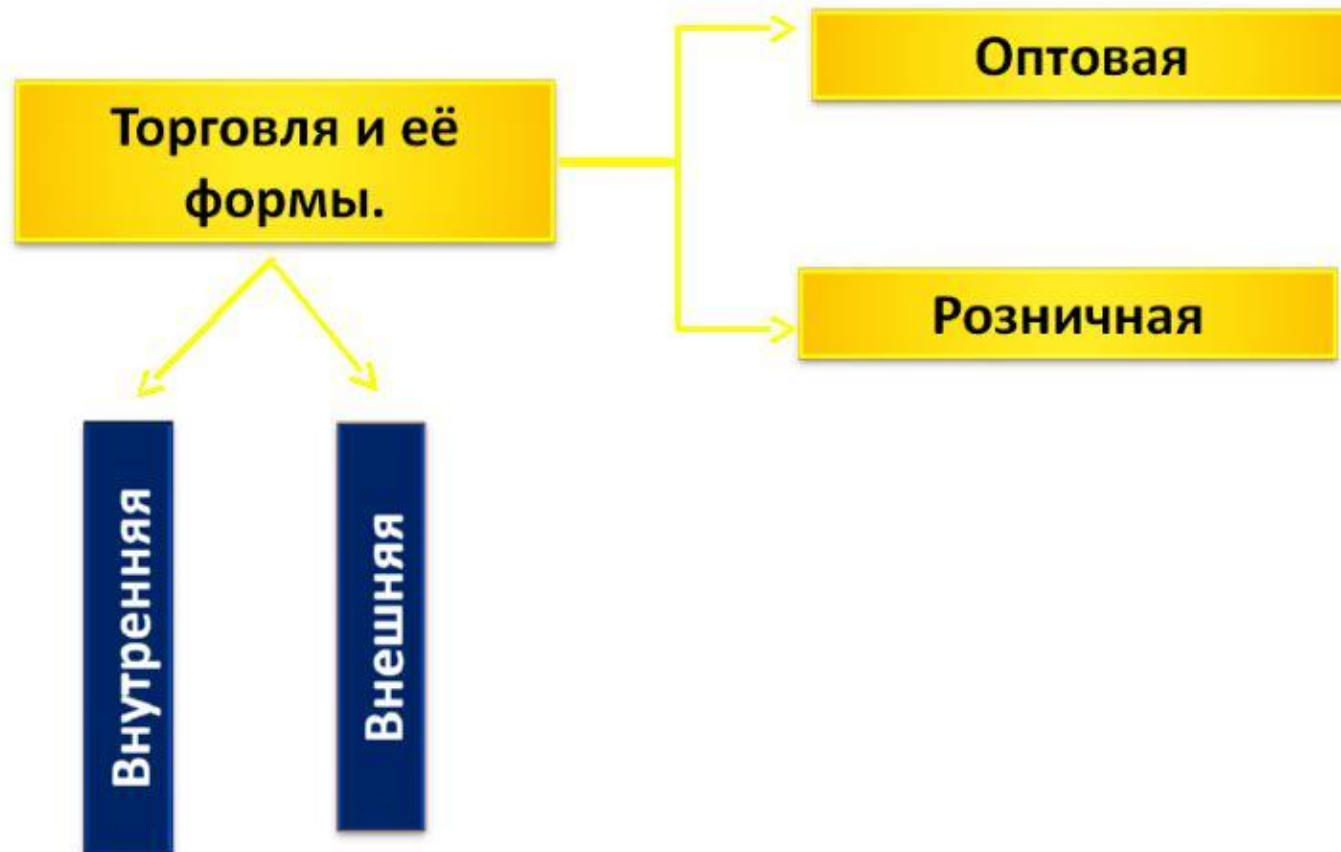 Оптовая
Торговля и её
формы.
Розничная
Внутренняя
Внешняя